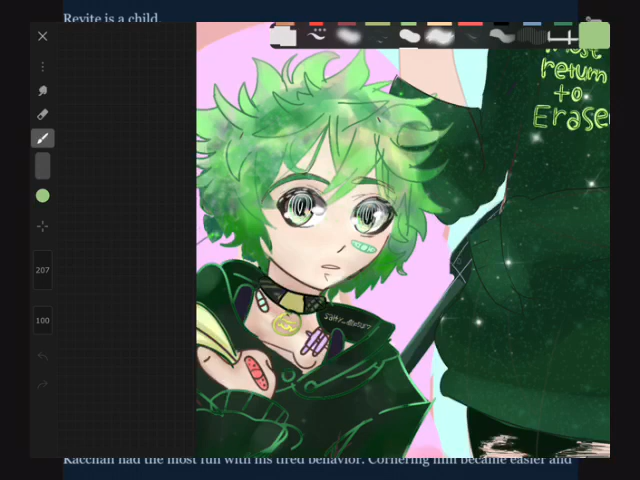 Revite is a child.
must
return
to
Erase
207
100
Kacchan had the most fun with his tired behavior. Cornering him became easier and